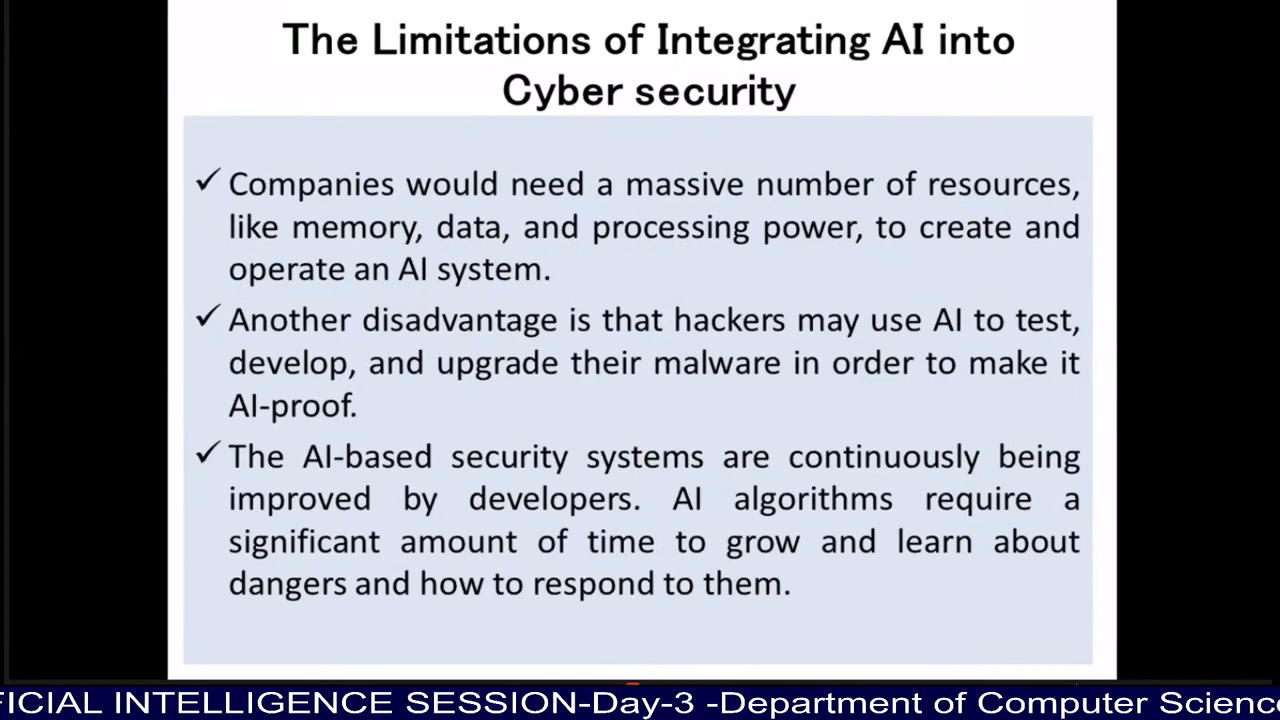 The Limitations of Integrating AI into
Cyber security
✓ Companies would need a massive number of resources,
like memory, data, and processing power, to create and
operate an AI system.
✓ Another disadvantage is that hackers may use AI to test,
develop, and upgrade their malware in order to make it
AI-proof.
✓ The AI-based security systems are continuously being
improved by developers. AI algorithms require a
significant amount of time to grow and learn about
dangers and how to respond to them.
FICIAL INTELLIGENCE SESSION-Day-3 -Department of Computer Scienc